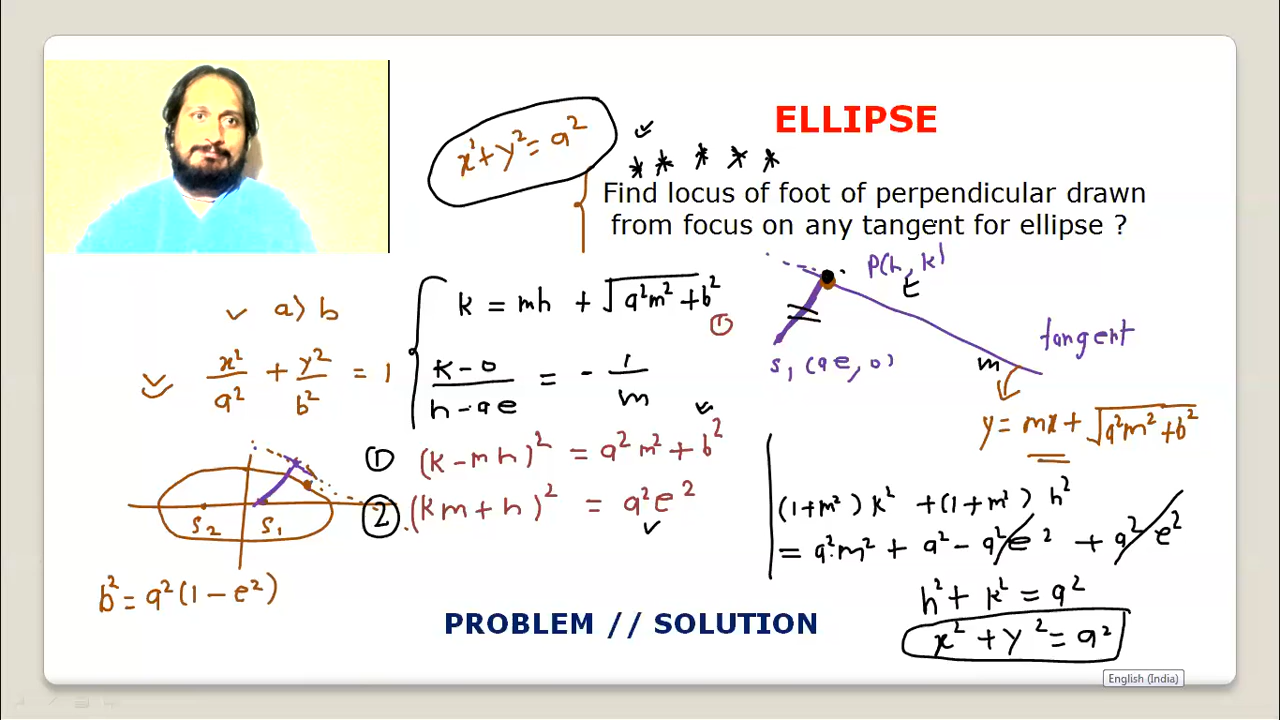 ELLIPSE
x²+y²=a²
* * * * *
Find locus of foot of perpendicular drawn
from focus on any tangent for ellipse ?
a>b
x²/a² + y²/b² = 1
S₂ S₁
b² = a²(1-e²)
k = mh + √(a²m²+b²)
①
(k-0)/(h-ae) = - 1/m
① (k-mh)² = a²m²+b²
② (km+h)² = a²e²
P(h, k)
t
S₁(ae, 0)
tangent
m
y = mx + √(a²m²+b²)
(1+m²)k² + (1+m²)h²
= a²m² + a² - a²e² + a²e²
h² + k² = a²
x² + y² = a²
PROBLEM // SOLUTION
English (India)